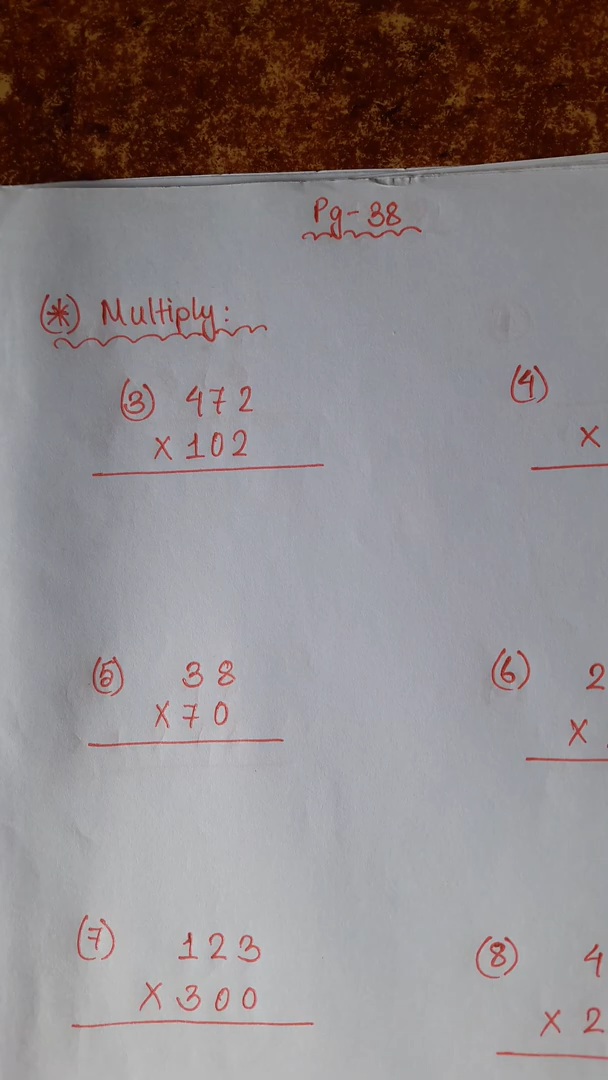 Pg-38
(*) Multiply:
(3) 472
X 102
(4)
X
(5) 38
X 70
(6) 2
X
(7) 123
X 300
(8) 4
X 2